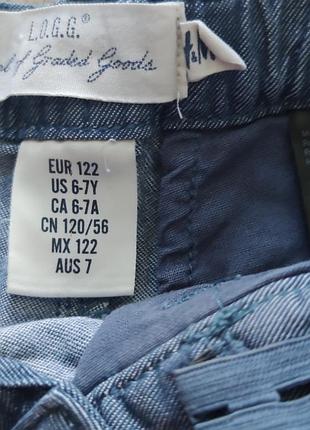 L.O.G.G.
of Graded Goods
H&M
EUR 122
US 6-7Y
CA 6-7A
CN 120/56
MX 122
AUS 7